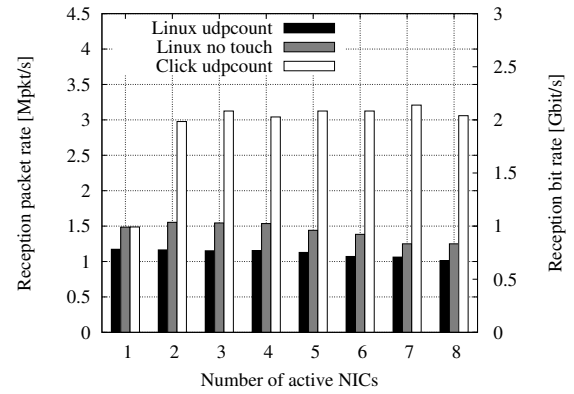 Linux udpcount
Linux no touch
Click udpcount
Reception packet rate [Mpkt/s]
4.5
4
3.5
3
2.5
2
1.5
1
0.5
0
Reception bit rate [Gbit/s]
3
2.5
2
1.5
1
0.5
0
1 2 3 4 5 6 7 8
Number of active NICs